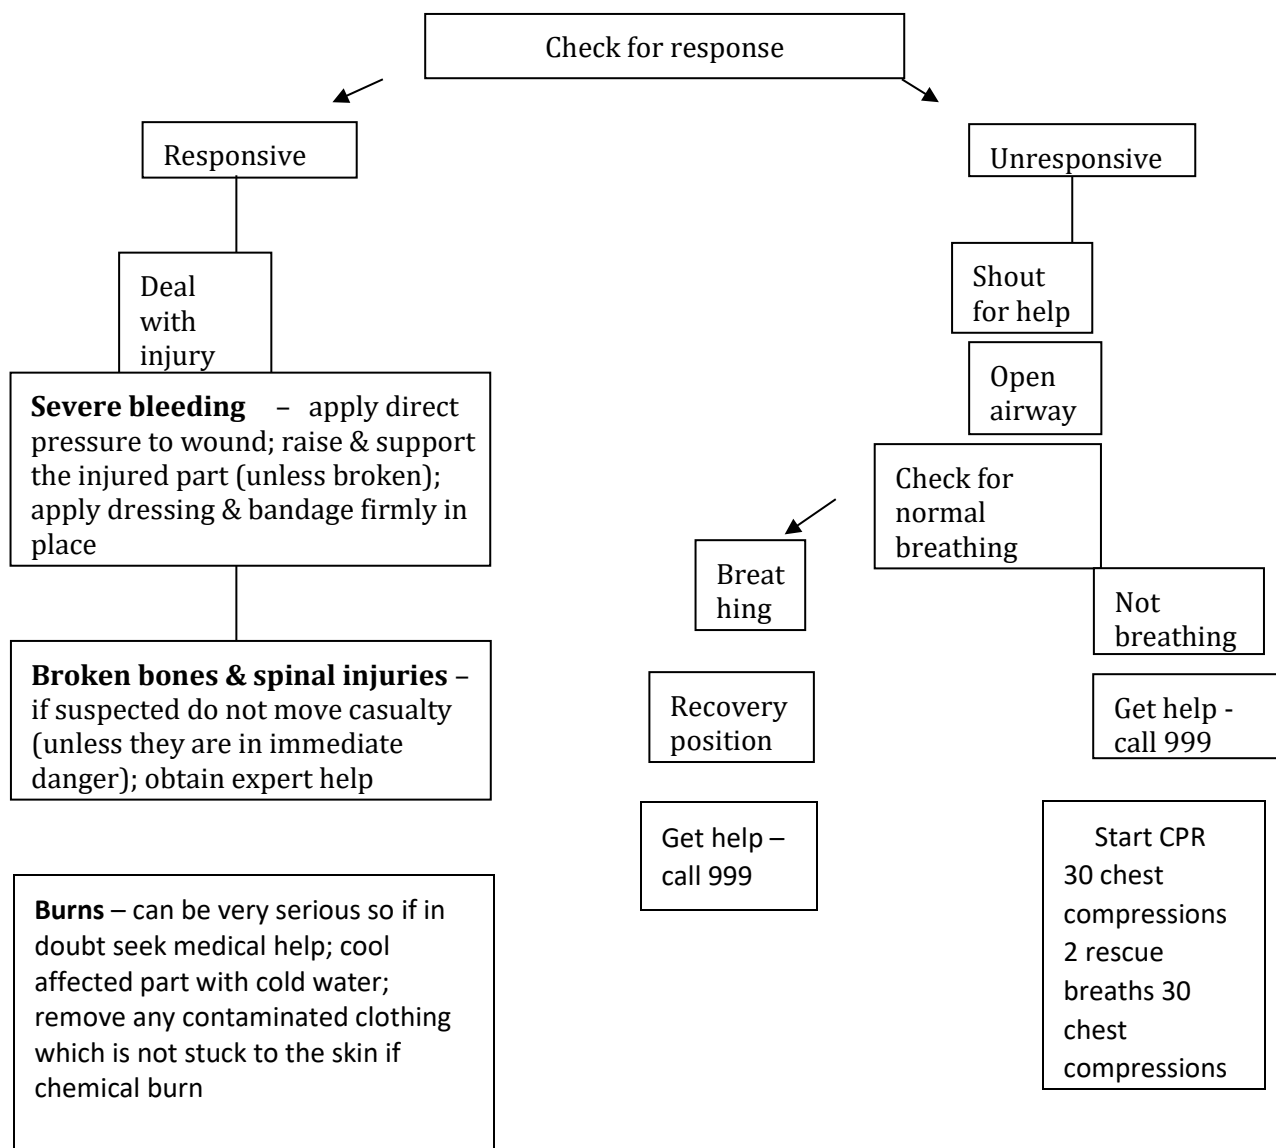 Check for response
Responsive
Deal
with
injury
Severe bleeding – apply direct
pressure to wound; raise & support
the injured part (unless broken);
apply dressing & bandage firmly in
place
Broken bones & spinal injuries –
if suspected do not move casualty
(unless they are in immediate
danger); obtain expert help
Burns – can be very serious so if in
doubt seek medical help; cool
affected part with cold water;
remove any contaminated clothing
which is not stuck to the skin if
chemical burn
Unresponsive
Shout
for help
Open
airway
Check for
normal
breathing
Breat
hing
Recovery
position
Get help –
call 999
Not
breathing
Get help -
call 999
Start CPR
30 chest
compressions
2 rescue
breaths 30
chest
compressions